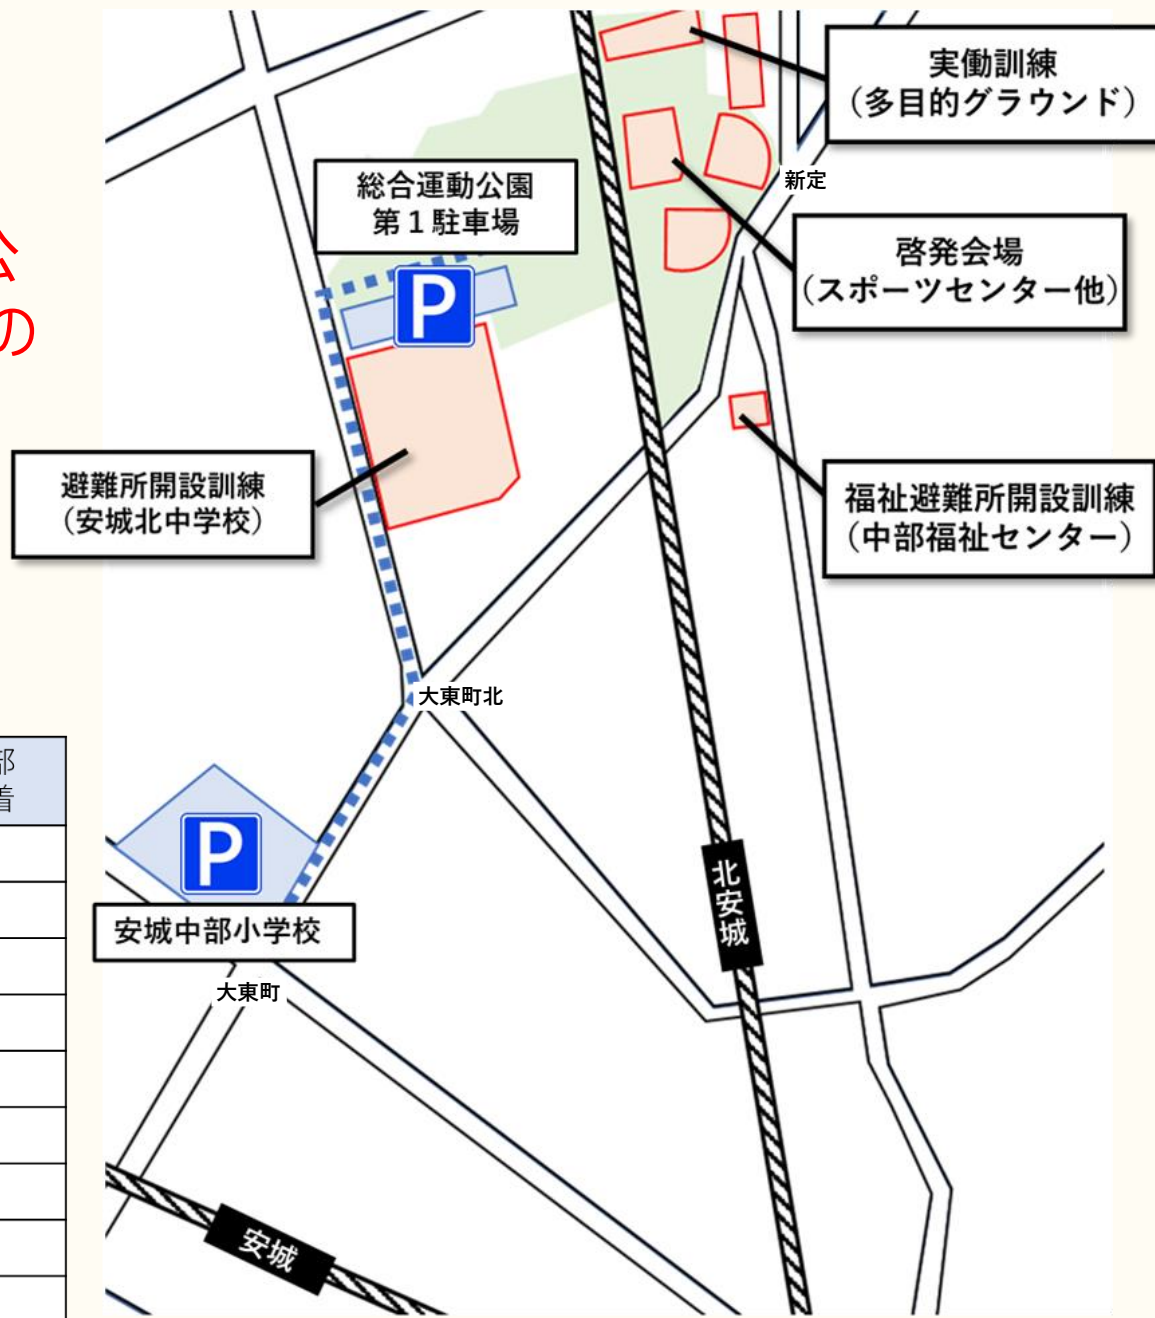 実働訓練
（多目的グラウンド）
新定
総合運動公園
第１駐車場
啓発会場
（スポーツセンター他）
公
の
P
避難所開設訓練
（安城北中学校）
福祉避難所開設訓練
（中部福祉センター）
大東町北
部
着
P
北安城
安城中部小学校
大東町
安城